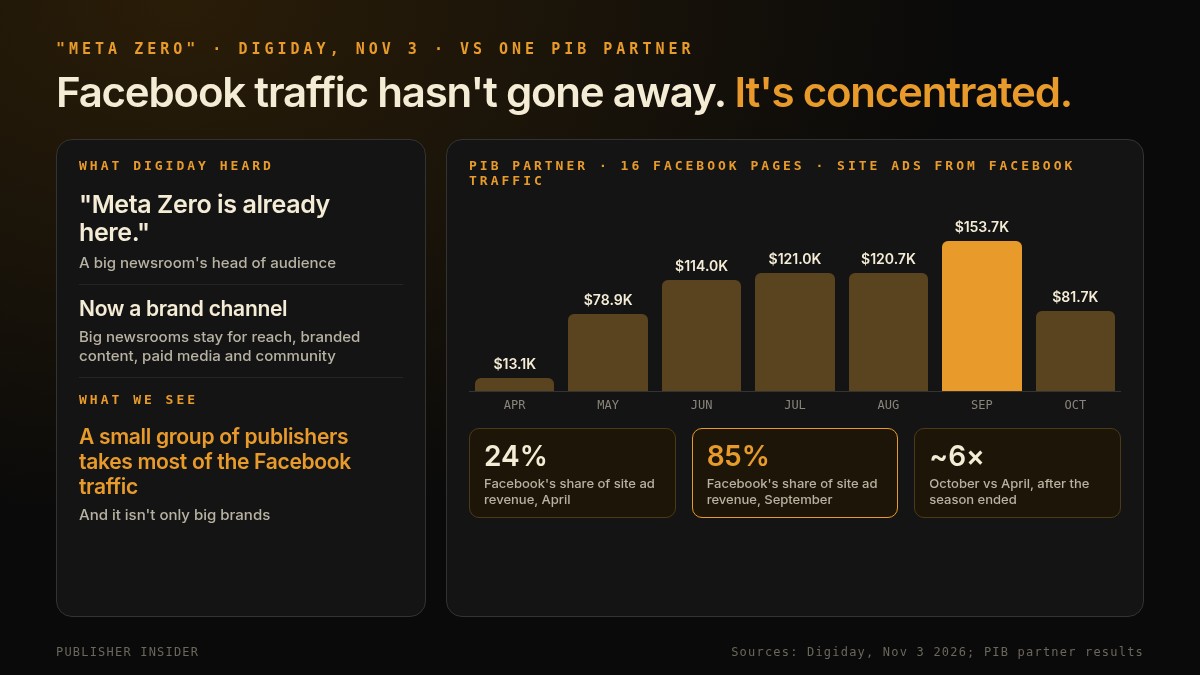 "META ZERO" · DIGIDAY, NOV 3 · VS ONE PIB PARTNER
Facebook traffic hasn't gone away. It's concentrated.
WHAT DIGIDAY HEARD
"Meta Zero is already
here."
A big newsroom's head of audience
Now a brand channel
Big newsrooms stay for reach, branded
content, paid media and community
WHAT WE SEE
A small group of publishers
takes most of the Facebook
traffic
And it isn't only big brands
PIB PARTNER · 16 FACEBOOK PAGES · SITE ADS FROM FACEBOOK
TRAFFIC
$13.1K
$78.9K
$114.0K
$121.0K
$120.7K
$153.7K
$81.7K
APR
MAY
JUN
JUL
AUG
SEP
OCT
24%
Facebook's share of site ad
revenue, April
85%
Facebook's share of site ad
revenue, September
~6×
October vs April, after the
season ended
PUBLISHER INSIDER
Sources: Digiday, Nov 3 2026; PIB partner results